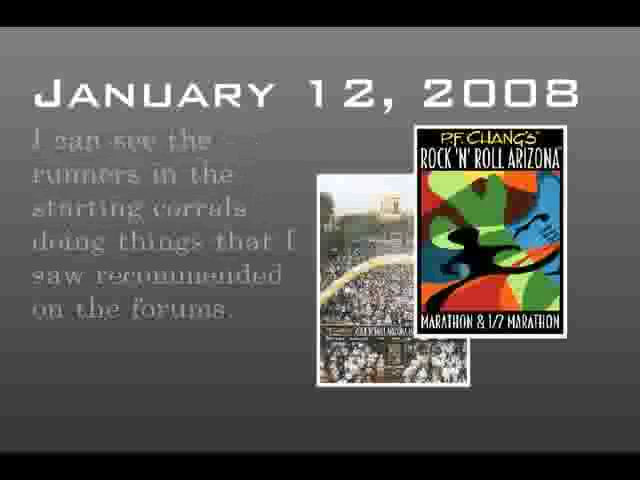 January 12, 2008
I can see the
runners in the
starting corrals
doing things that I
saw recommended
on the forums.
P.F. CHANG'S
ROCK 'N' ROLL ARIZONA
MARATHON & 1/2 MARATHON